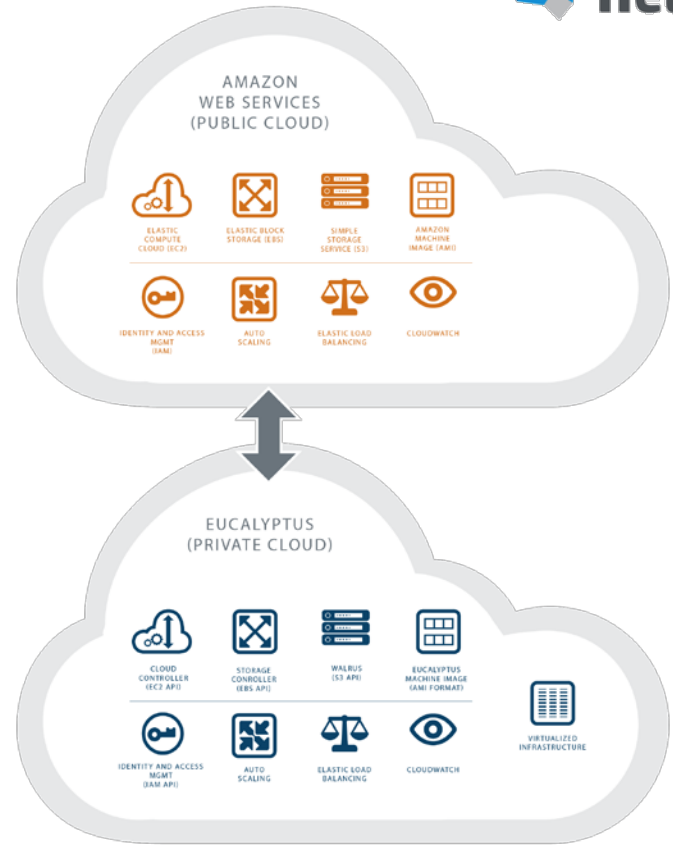 AMAZON
WEB SERVICES
(PUBLIC CLOUD)
ELASTIC
COMPUTE
CLOUD (EC2)
ELASTIC BLOCK
STORAGE (EBS)
SIMPLE
STORAGE
SERVICE (S3)
AMAZON
MACHINE
IMAGE (AMI)
IDENTITY AND ACCESS
MGMT
(IAM)
AUTO
SCALING
ELASTIC LOAD
BALANCING
CLOUDWATCH
EUCALYPTUS
(PRIVATE CLOUD)
CLOUD
CONTROLLER
(EC2 API)
STORAGE
CONROLLER
(EBS API)
WALRUS
(S3 API)
EUCALYPTUS
MACHINE IMAGE
(AMI FORMAT)
VIRTUALIZED
INFRASTRUCTURE
IDENTITY AND ACCESS
MGMT
(IAM API)
AUTO
SCALING
ELASTIC LOAD
BALANCING
CLOUDWATCH